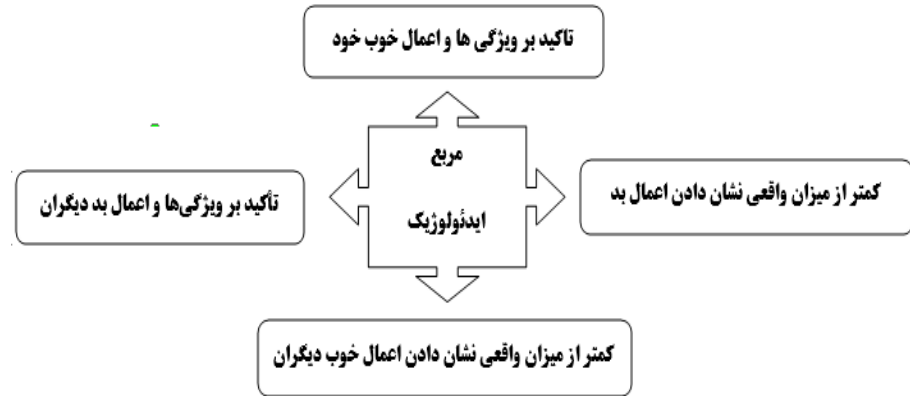 تاکید بر ویژگی ها و اعمال خوب خود
مربع
ایدئولوژیک
کمتر از میزان واقعی نشان دادن اعمال بد
تأکید بر ویژگی‌ها و اعمال بد دیگران
کمتر از میزان واقعی نشان دادن اعمال خوب دیگران